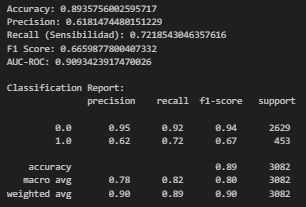 Accuracy: 0.8935756002595717
Precision: 0.6181474480151229
Recall (Sensibilidad): 0.7218543046357616
F1 Score: 0.6659877800407332
AUC-ROC: 0.9093423917470026
Classification Report:
precision recall f1-score support
0.0 0.95 0.92 0.94 2629
1.0 0.62 0.72 0.67 453
accuracy 0.89 3082
macro avg 0.78 0.82 0.80 3082
weighted avg 0.90 0.89 0.90 3082